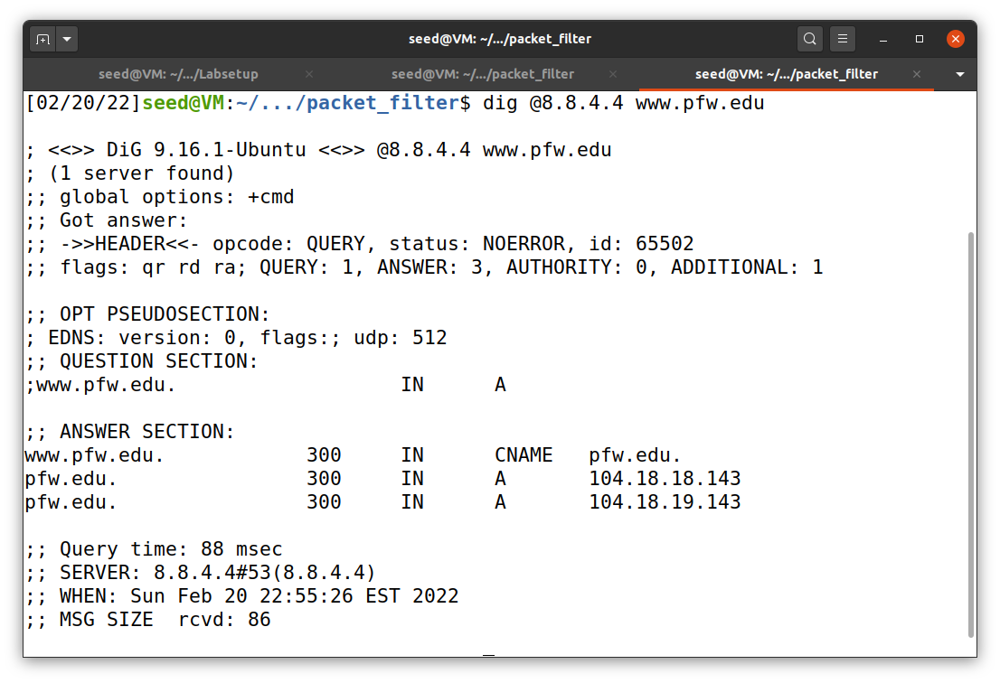 seed@VM: ~/.../packet_filter
seed@VM: ~/.../Labsetup × seed@VM: ~/.../packet_filter × seed@VM: ~/.../packet_filter ×
[02/20/22]seed@VM:~/.../packet_filter$ dig @8.8.4.4 www.pfw.edu
; <<>> DiG 9.16.1-Ubuntu <<>> @8.8.4.4 www.pfw.edu
; (1 server found)
;; global options: +cmd
;; Got answer:
;; ->>HEADER<<- opcode: QUERY, status: NOERROR, id: 65502
;; flags: qr rd ra; QUERY: 1, ANSWER: 3, AUTHORITY: 0, ADDITIONAL: 1
;; OPT PSEUDOSECTION:
; EDNS: version: 0, flags:; udp: 512
;; QUESTION SECTION:
;www.pfw.edu. IN A
;; ANSWER SECTION:
www.pfw.edu. 300 IN CNAME pfw.edu.
pfw.edu. 300 IN A 104.18.18.143
pfw.edu. 300 IN A 104.18.19.143
;; Query time: 88 msec
;; SERVER: 8.8.4.4#53(8.8.4.4)
;; WHEN: Sun Feb 20 22:55:26 EST 2022
;; MSG SIZE  rcvd: 86